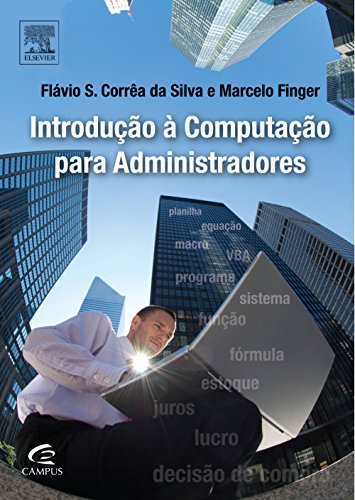 ELSEVIER
Flávio S. Corrêa da Silva e Marcelo Finger
Introdução à Computação
para Administradores
planilha
equação
macro
VBA
programa
sistema
função
fórmula
estoque
juros
lucro
decisão de compra
CAMPUS